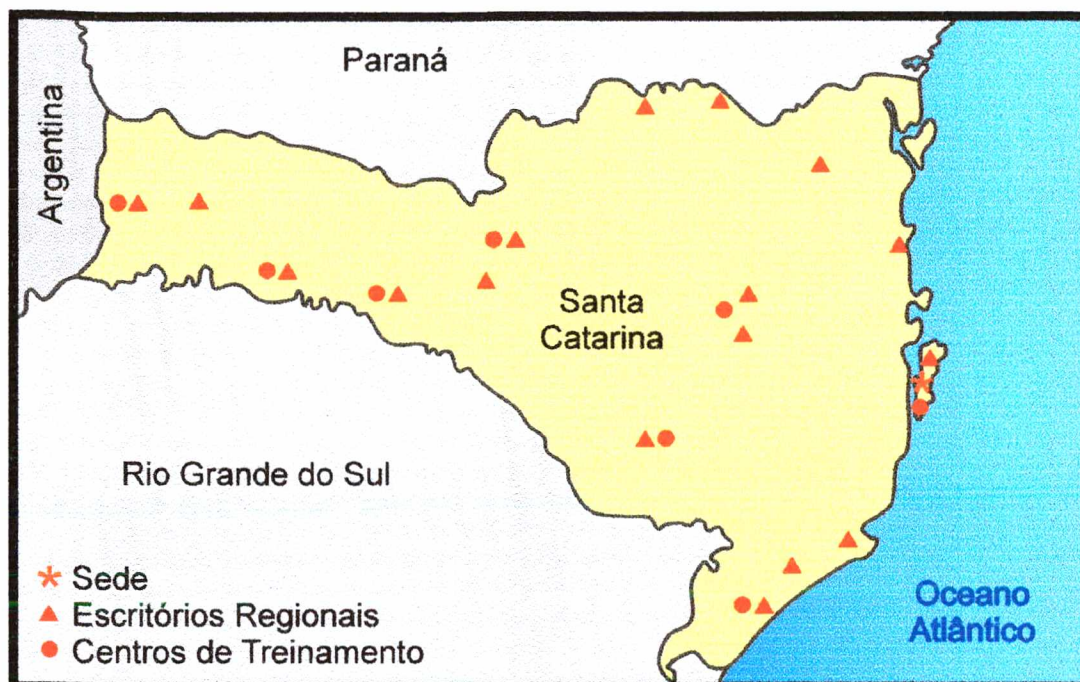 Paraná
Argentina
Santa
Catarina
Rio Grande do Sul
Sede
Escritórios Regionais
Centros de Treinamento
Oceano
Atlântico